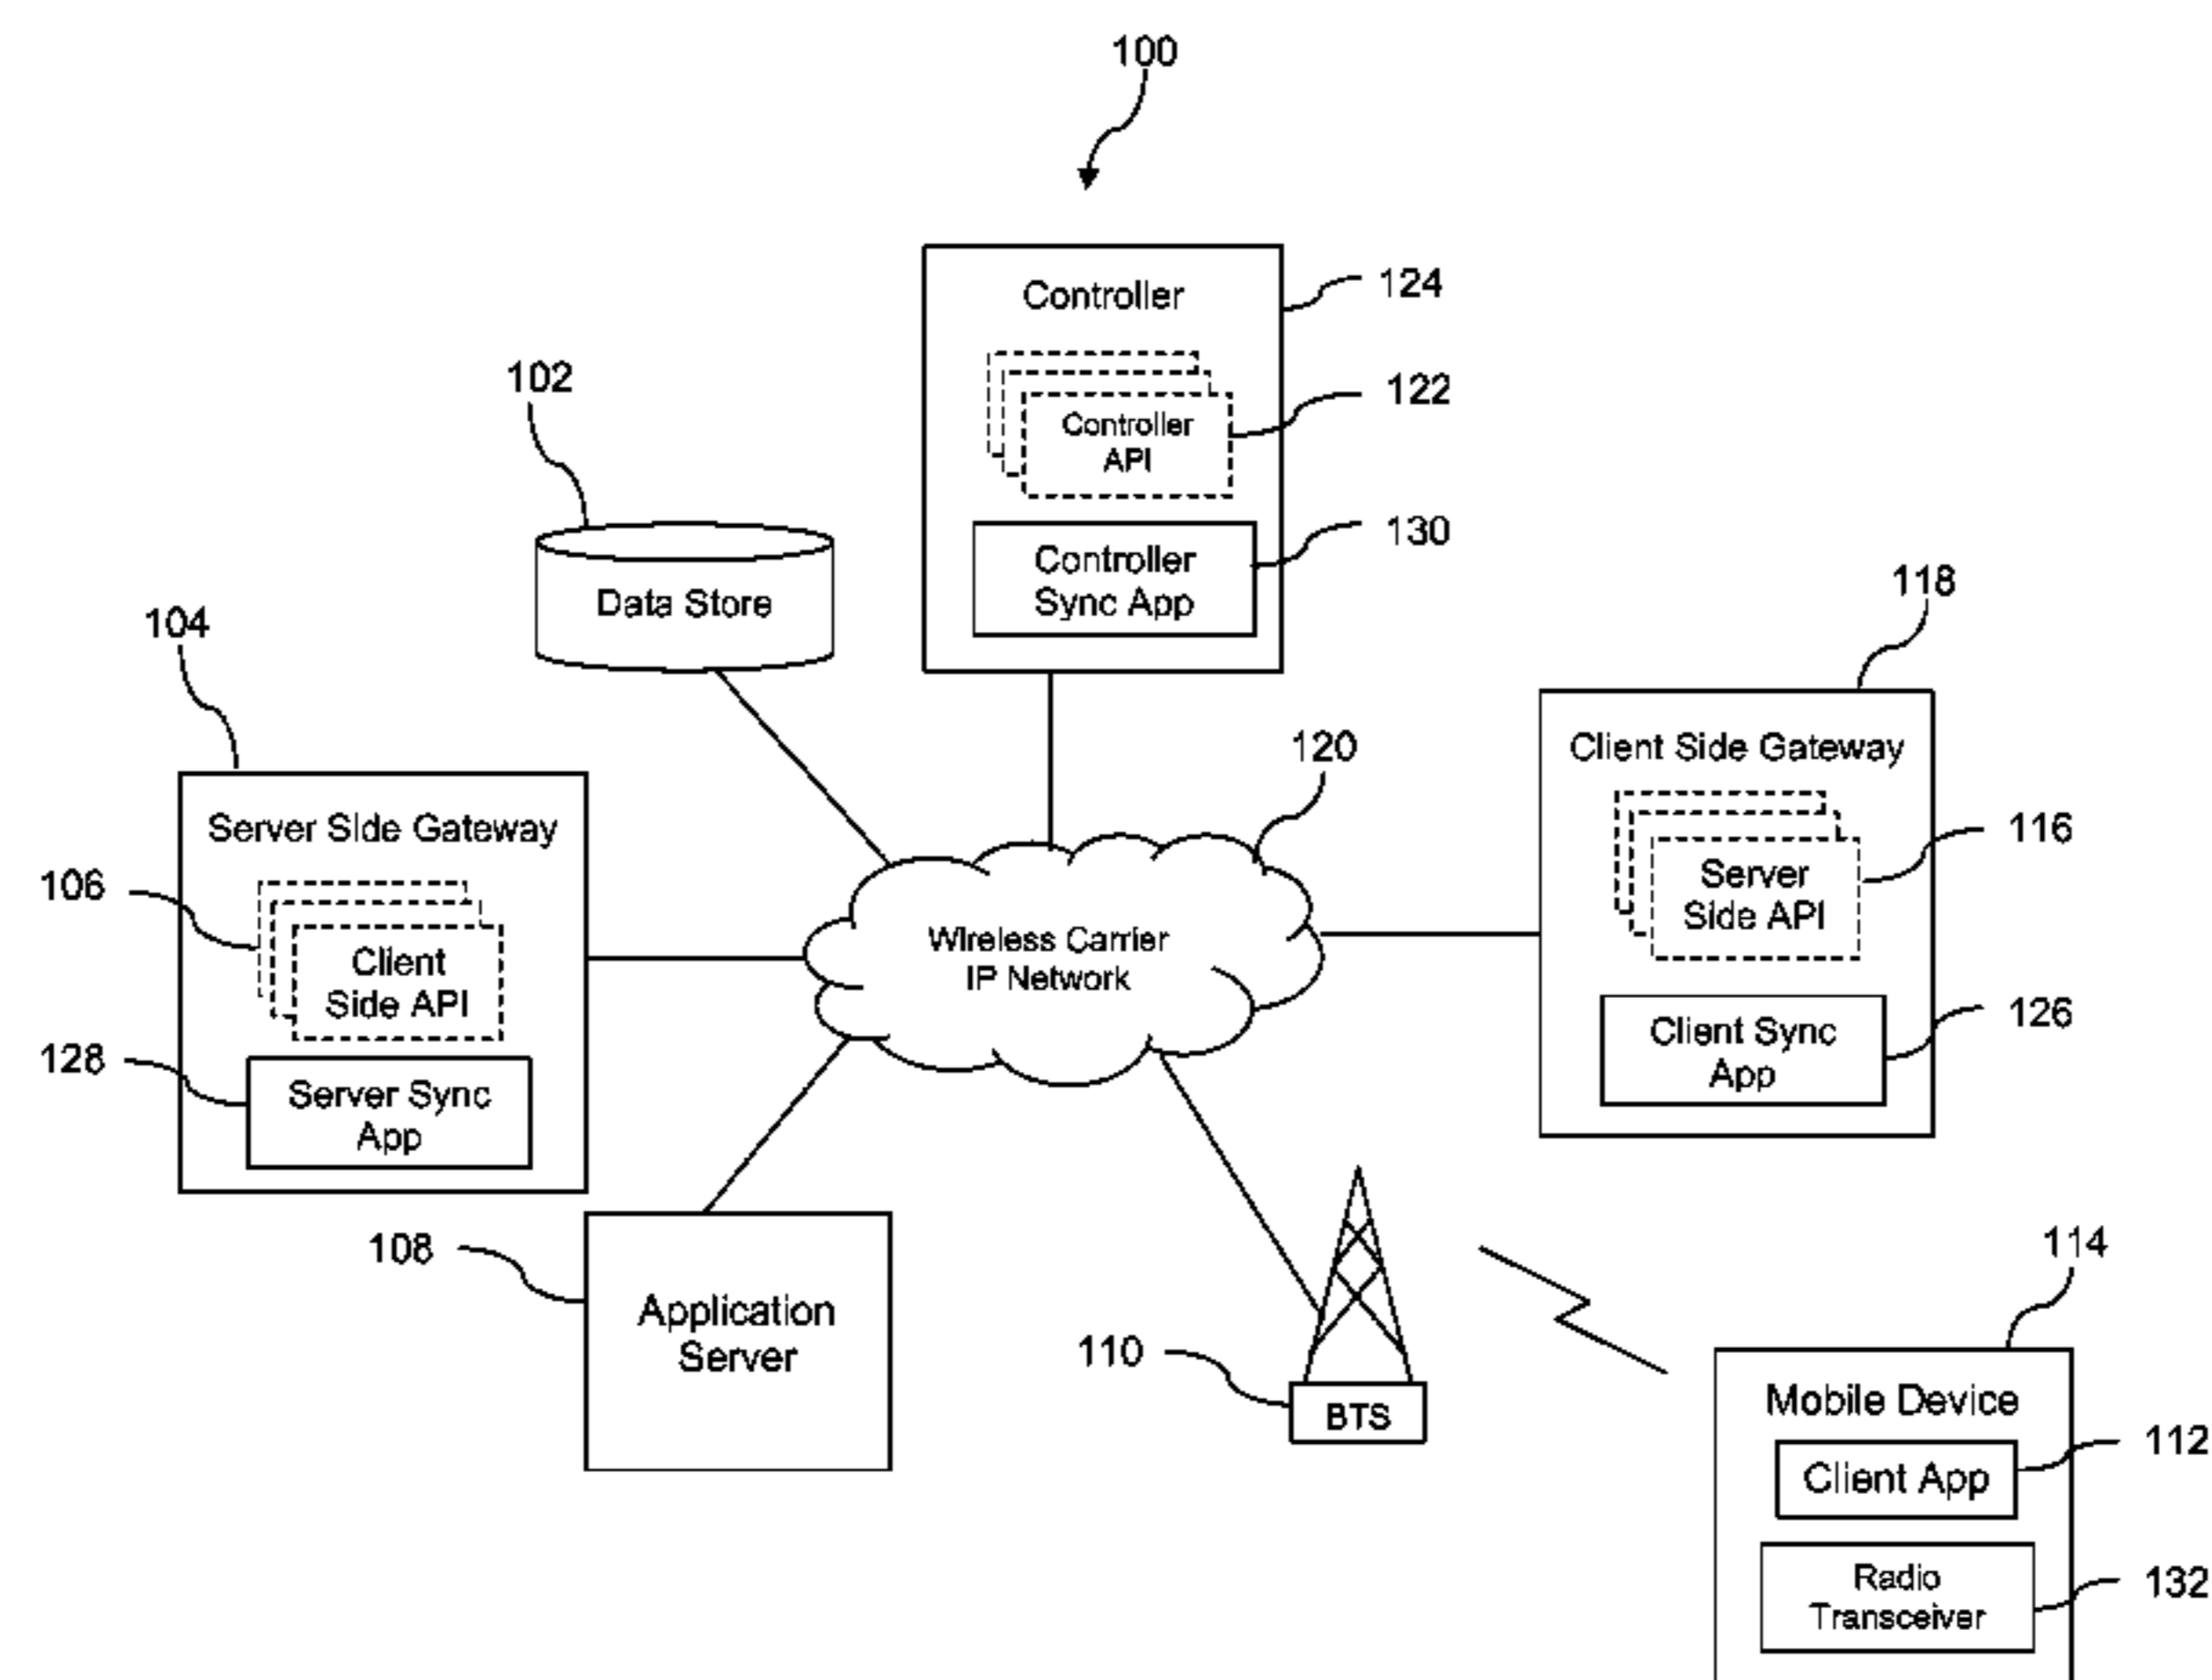 100
Controller
124
Controller
API
122
Controller
Sync App
130
102
Data Store
104
Server Side Gateway
106
Client
Side API
128
Server Sync
App
120
Wireless Carrier
IP Network
118
Client Side Gateway
Server
Side API
116
Client Sync
App
126
108
Application
Server
110
BTS
114
Mobile Device
Client App
112
Radio
Transceiver
132